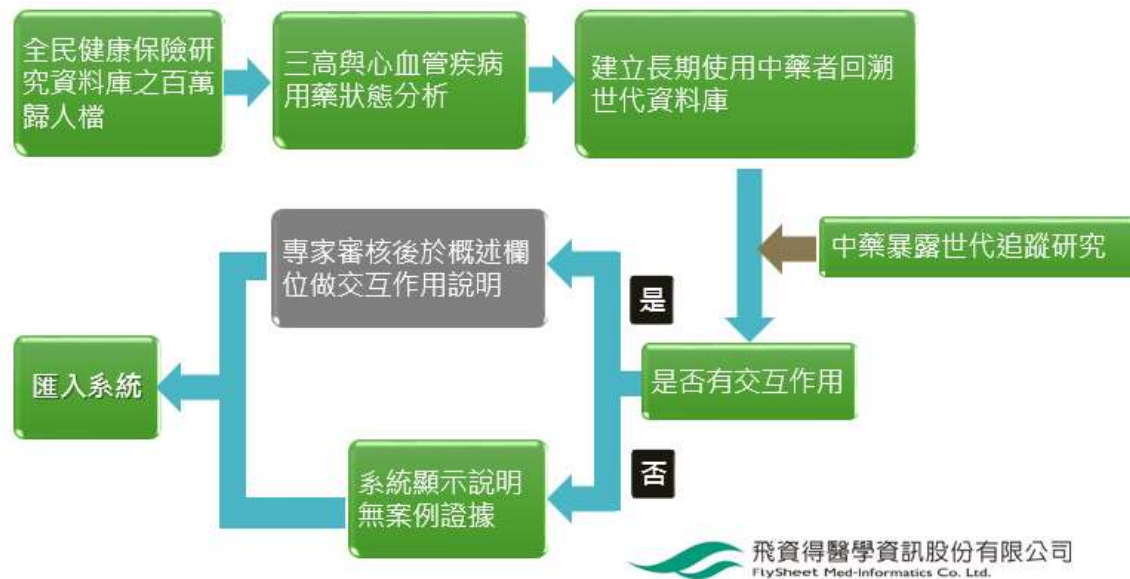 全民健康保險研
究資料庫之百萬
歸人檔
三高與心血管疾病
用藥狀態分析
建立長期使用中藥者回溯
世代資料庫
中藥暴露世代追蹤研究
是否有交互作用
是
專家審核後於概述欄
位做交互作用說明
否
系統顯示說明
無案例證據
匯入系統
飛資得醫學資訊股份有限公司
FlySheet Med-Informatics Co. Ltd.